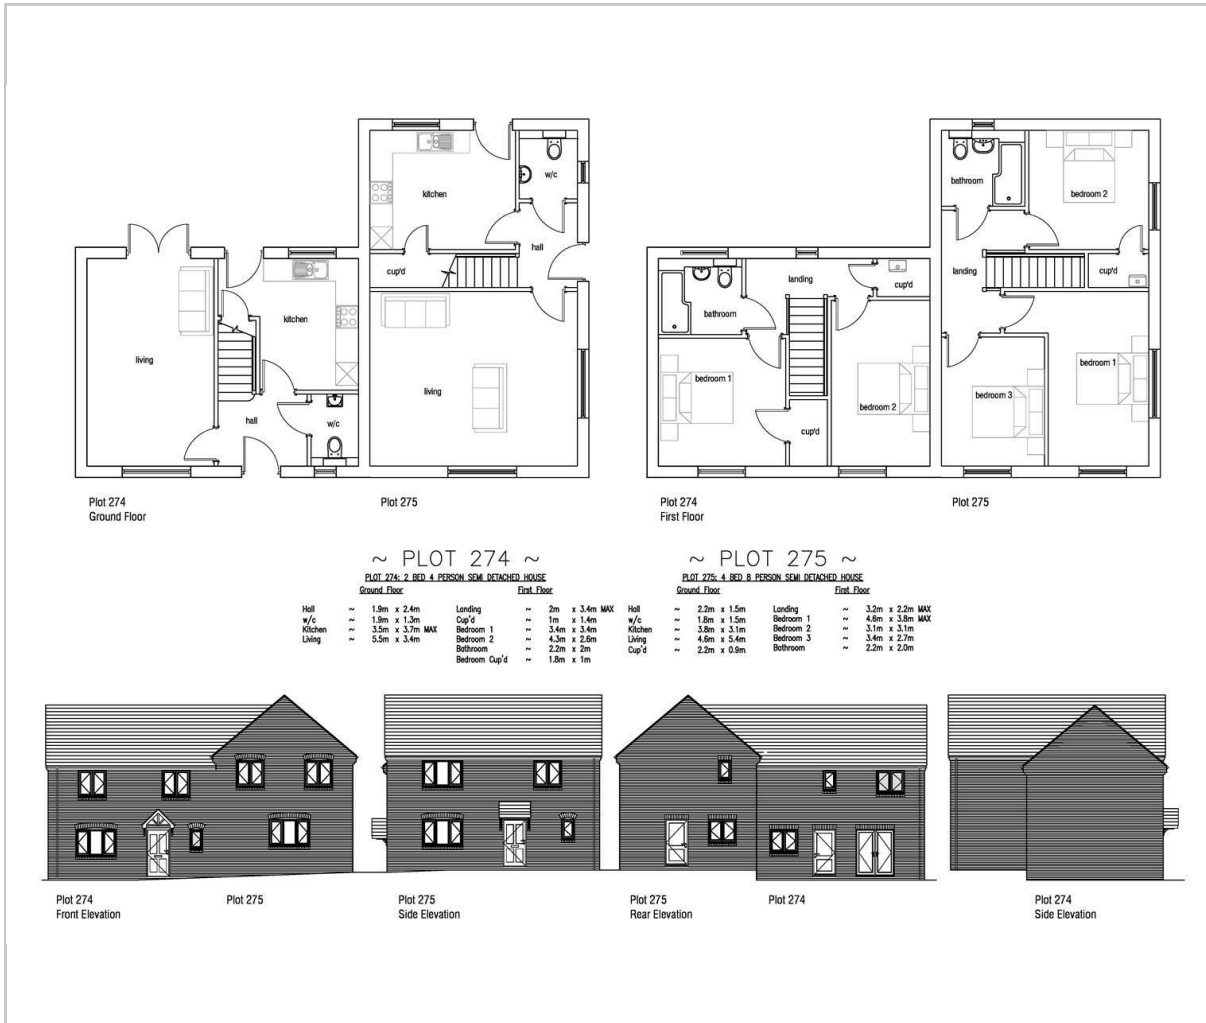 kitchen
w/c
hall
cup'd
living
kitchen
living
hall
w/c
Plot 274
Ground Floor
Plot 275
bathroom
bedroom 2
landing
cup'd
landing
cup'd
bathroom
bedroom 1
bedroom 2
cup'd
bedroom 3
bedroom 1
Plot 274
First Floor
Plot 275
~ PLOT 274 ~
PLOT 274: 2 BED 4 PERSON SEMI DETACHED HOUSE
Ground Floor
Hall ~ 1.9m x 2.4m
w/c ~ 1.9m x 1.3m
Kitchen ~ 3.5m x 3.7m MAX
Living ~ 5.5m x 3.4m
First Floor
Landing ~ 2m x 3.4m MAX
Cup'd ~ 1m x 1.4m
Bedroom 1 ~ 3.4m x 3.4m
Bedroom 2 ~ 4.3m x 2.6m
Bathroom ~ 2.2m x 2m
Bedroom Cup'd ~ 1.8m x 1m
~ PLOT 275 ~
PLOT 275: 4 BED 8 PERSON SEMI DETACHED HOUSE
Ground Floor
Hall ~ 2.2m x 1.5m
w/c ~ 1.8m x 1.5m
Kitchen ~ 3.8m x 3.1m
Living ~ 4.6m x 5.4m
Cup'd ~ 2.2m x 0.9m
First Floor
Landing ~ 3.2m x 2.2m MAX
Bedroom 1 ~ 4.6m x 3.8m MAX
Bedroom 2 ~ 3.1m x 3.1m
Bedroom 3 ~ 3.4m x 2.7m
Bathroom ~ 2.2m x 2.0m
Plot 274
Front Elevation
Plot 275
Plot 275
Side Elevation
Plot 275
Rear Elevation
Plot 274
Plot 274
Side Elevation